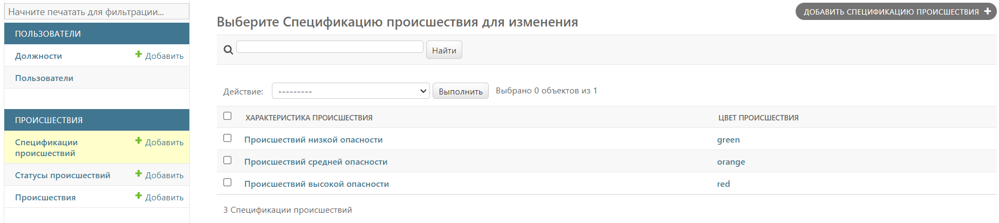 Начните печатать для фильтрации...
ПОЛЬЗОВАТЕЛИ
Должности
Добавить
Пользователи
ПРОИСШЕСТВИЯ
Спецификации
происшествий
Добавить
Статусы происшествий
Добавить
Происшествия
Добавить
ДОБАВИТЬ СПЕЦИФИКАЦИЮ ПРОИСШЕСТВИЯ
Выберите Спецификацию происшествия для изменения
Найти
Действие: --------- Выполнить Выбрано 0 объектов из 1
ХАРАКТЕРИСТИКА ПРОИСШЕСТВИЯ ЦВЕТ ПРОИСШЕСТВИЯ
Происшествий низкой опасности green
Происшествий средней опасности orange
Происшествий высокой опасности red
3 Спецификации происшествий